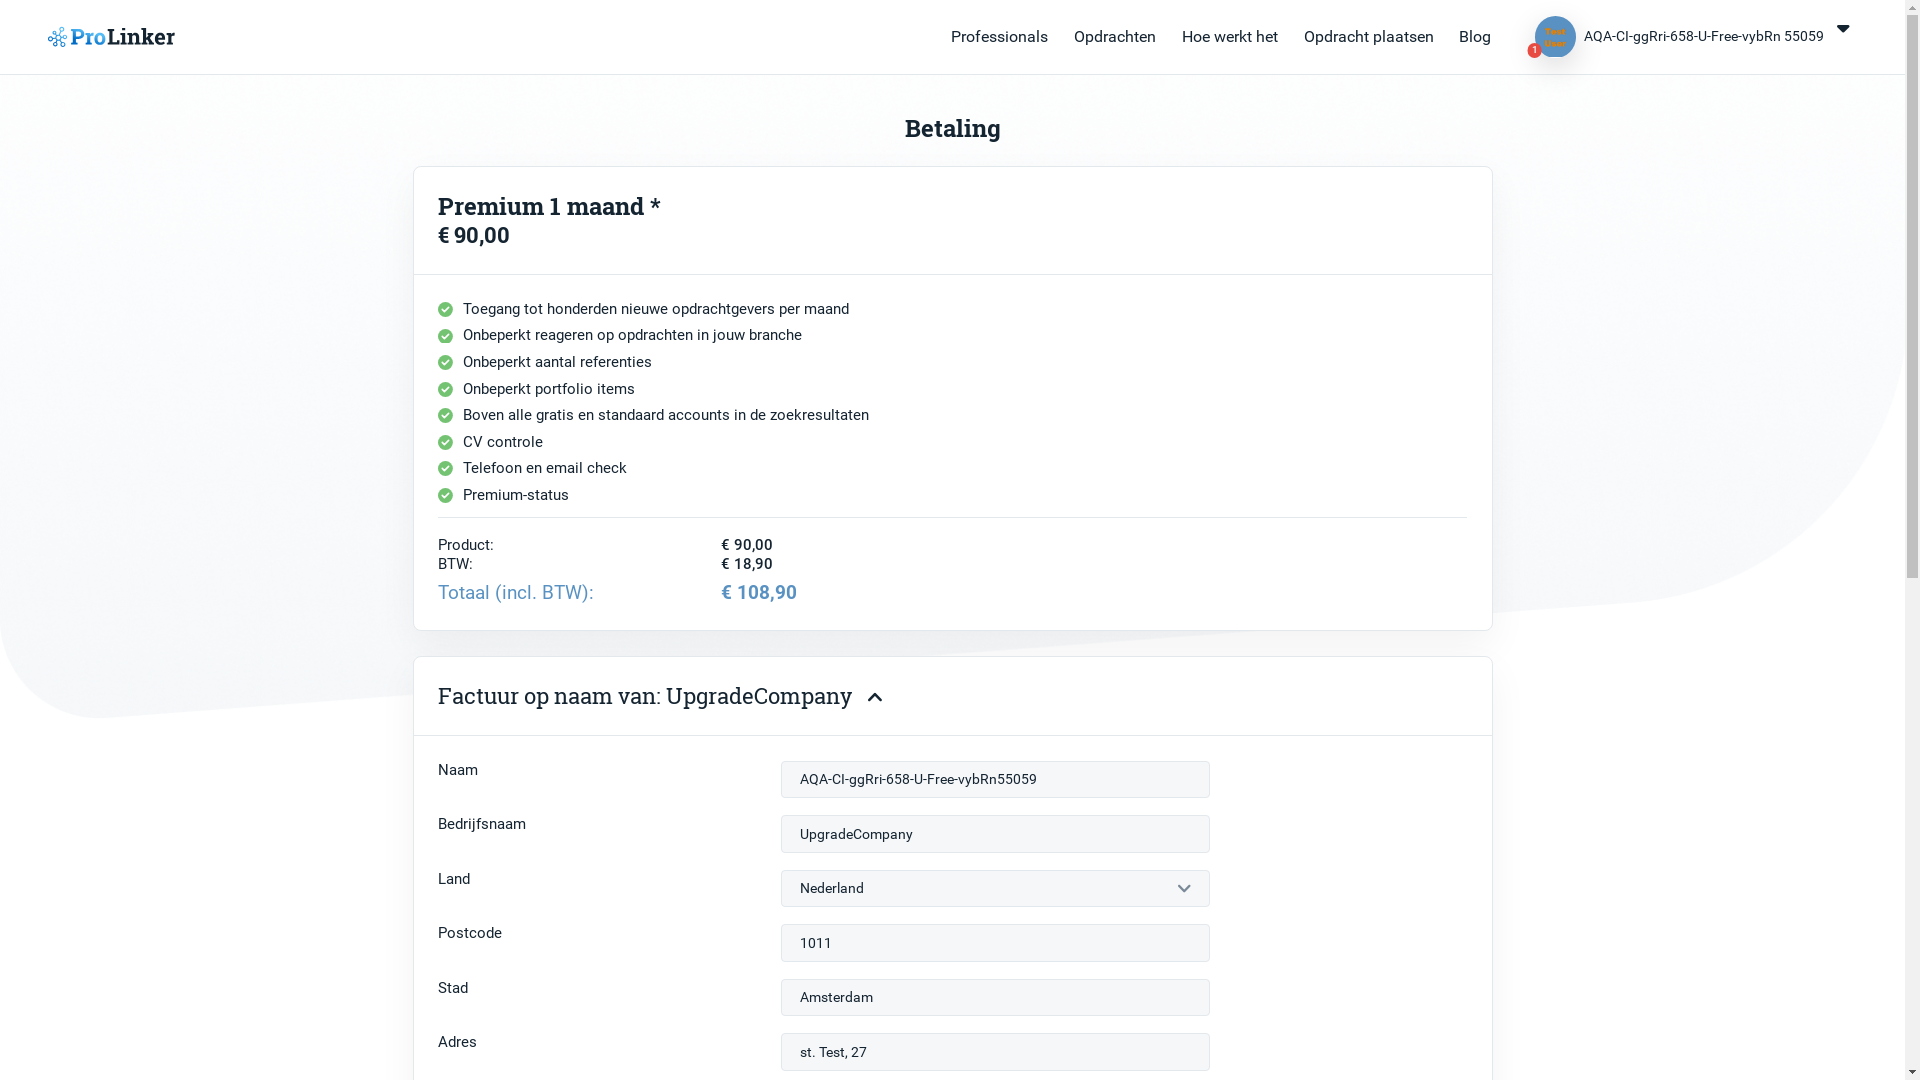 ProLinker
Professionals
Opdrachten
Hoe werkt het
Opdracht plaatsen
Blog
Test
User
1
AQA-CI-ggRri-658-U-Free-vybRn 55059
Betaling
Premium 1 maand *
€ 90,00
Toegang tot honderden nieuwe opdrachtgevers per maand
Onbeperkt reageren op opdrachten in jouw branche
Onbeperkt aantal referenties
Onbeperkt portfolio items
Boven alle gratis en standaard accounts in de zoekresultaten
CV controle
Telefoon en email check
Premium-status
Product: € 90,00
BTW: € 18,90
Totaal (incl. BTW): € 108,90
Factuur op naam van: UpgradeCompany
Naam AQA-CI-ggRri-658-U-Free-vybRn55059
Bedrijfsnaam UpgradeCompany
Land Nederland
Postcode 1011
Stad Amsterdam
Adres st. Test, 27